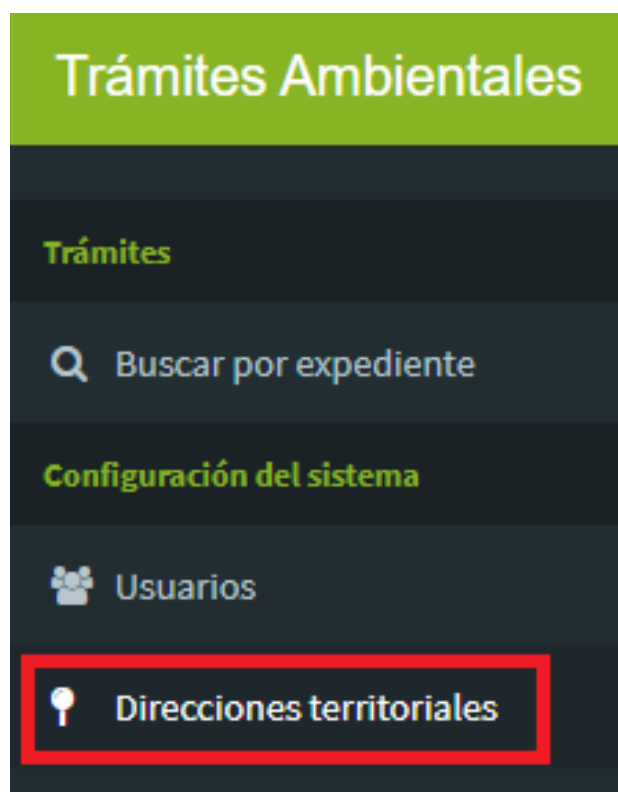 Trámites Ambientales
Trámites
Buscar por expediente
Configuración del sistema
Usuarios
Direcciones territoriales